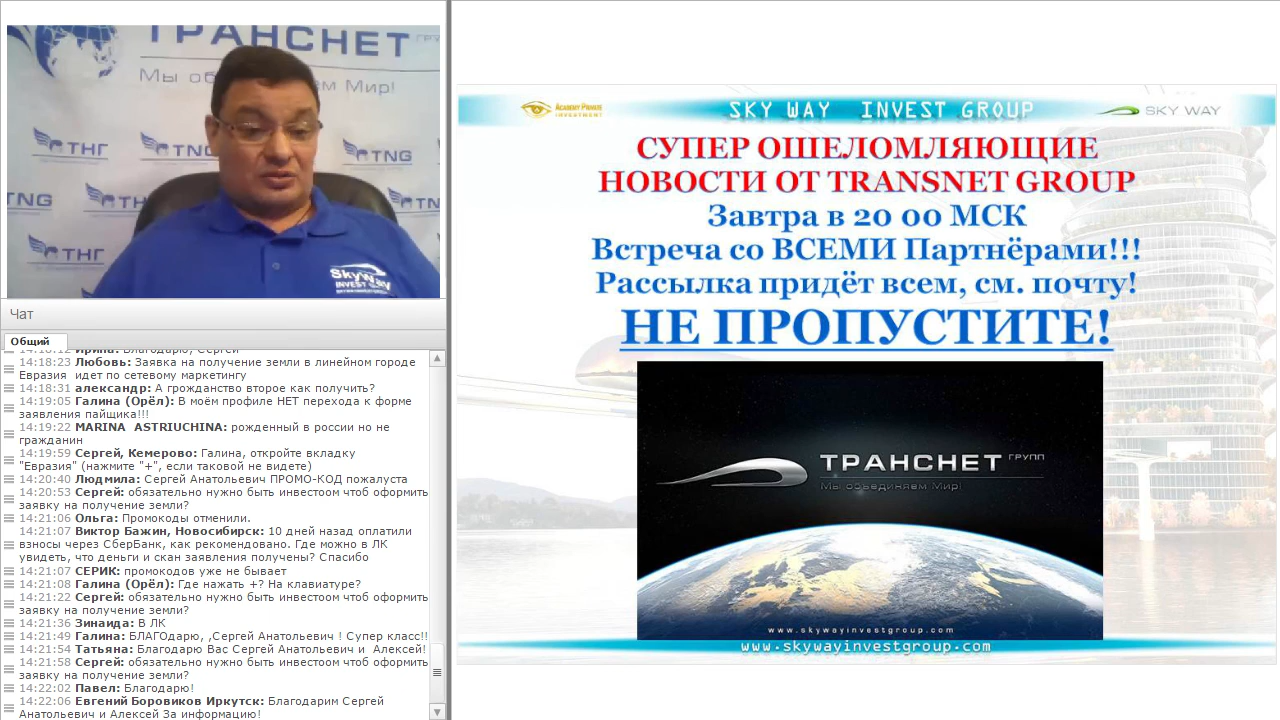 ТРАНСНЕТ
Мы об ем Мир!
ТНГ
TNG
TNG
TNG
ТНГ
ТНГ
SkyWay
INVEST GROUP
Чат
Общий
14:18:12 Ирина: Благодарю, Сергей
14:18:23 Любовь: Заявка на получение земли в линейном городе
Евразия идет по сетевому маркетингу
14:18:31 александр: А грожданство второе как получить?
14:19:05 Галина (Орёл): В моём профиле НЕТ перехода к форме
заявления пайщика!!!
14:19:22 MARINA ASTRIUCHINA: рожденный в россии но не
гражданин
14:19:59 Сергей, Кемерово: Галина, откройте вкладку
"Евразия" (нажмите "+", если таковой не видете)
14:20:40 Людмила: Сергей Анатольевич ПРОМО-КОД пожалуста
14:20:53 Сергей: обязательно нужно быть инвестоом чтоб оформить
заявку на получение земли?
14:21:06 Ольга: Промокоды отменили.
14:21:07 Виктор Бажин, Новосибирск: 10 дней назад оплатили
взносы через СберБанк, как рекомендовано. Где можно в ЛК
увидеть, что деньги и скан заявления получены? Спасибо
14:21:07 СЕРИК: промокодов уже не бывает
14:21:08 Галина (Орёл): Где нажать +? На клавиатуре?
14:21:22 Сергей: обязательно нужно быть инвестоом чтоб оформить
заявку на получение земли?
14:21:36 Зинаида: В ЛК
14:21:49 Галина: БЛАГОдарю, ,Сергей Анатольевич ! Супер класс!!
14:21:54 Татьяна: Благодарю Вас Сергей Анатольевич и Алексей!
14:21:58 Сергей: обязательно нужно быть инвестоом чтоб оформить
заявку на получение земли?
14:22:02 Павел: Благодарю!
14:22:06 Евгений Боровиков Иркутск: Благодарим Сергей
Анатольевич и Алексей За информацию!
ACADEMY PRIVATE
INVESTMENT
SKY WAY INVEST GROUP
SKY WAY
СУПЕР ОШЕЛОМЛЯЮЩИЕ
НОВОСТИ ОТ TRANSNET GROUP
Завтра в 20 00 МСК
Встреча со ВСЕМИ Партнёрами!!!
Рассылка придёт всем, см. почту!
НЕ ПРОПУСТИТЕ!
ТРАНСНЕТ ГРУПП
Мы объединяем Мир!
www.skywayinvestgroup.com
www.skywayinvestgroup.com